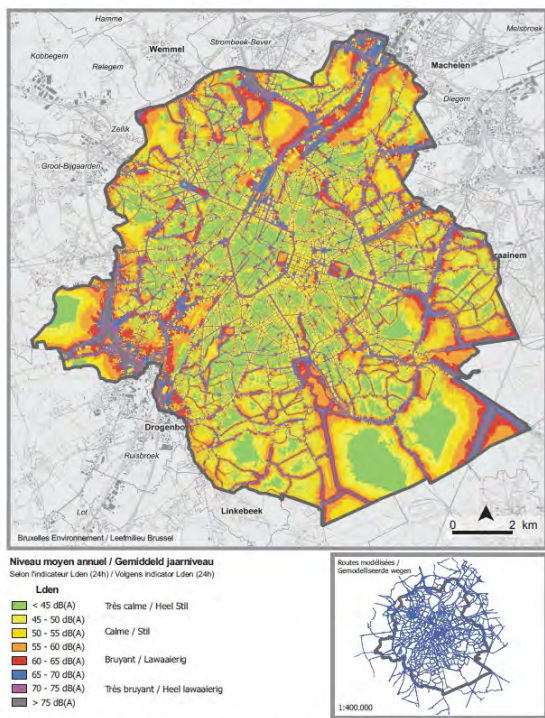 Hamme
Melsbroek
Strombeek-Bever
Wemmel
Kobbegem
Machelen
Relegem
Diegem
Zellik
Groot-Bijgaarden
raainem
Drogenbo
Ruisbroek
Lot
Linkebeek
0 2 km
Bruxelles Environnement / Leefmilieu Brussel
Niveau moyen annuel / Gemiddeld jaarniveau
Selon l'indicateur Lden (24h) / Volgens indicator Lden (24h)
Lden
< 45 dB(A) Très calme / Heel Stil
45 - 50 dB(A)
50 - 55 dB(A) Calme / Stil
55 - 60 dB(A)
60 - 65 dB(A) Bruyant / Lawaaierig
65 - 70 dB(A)
70 - 75 dB(A) Très bruyant / Heel lawaaierig
> 75 dB(A)
Routes modélisées /
Gemodelliseerde wegen
1:400.000